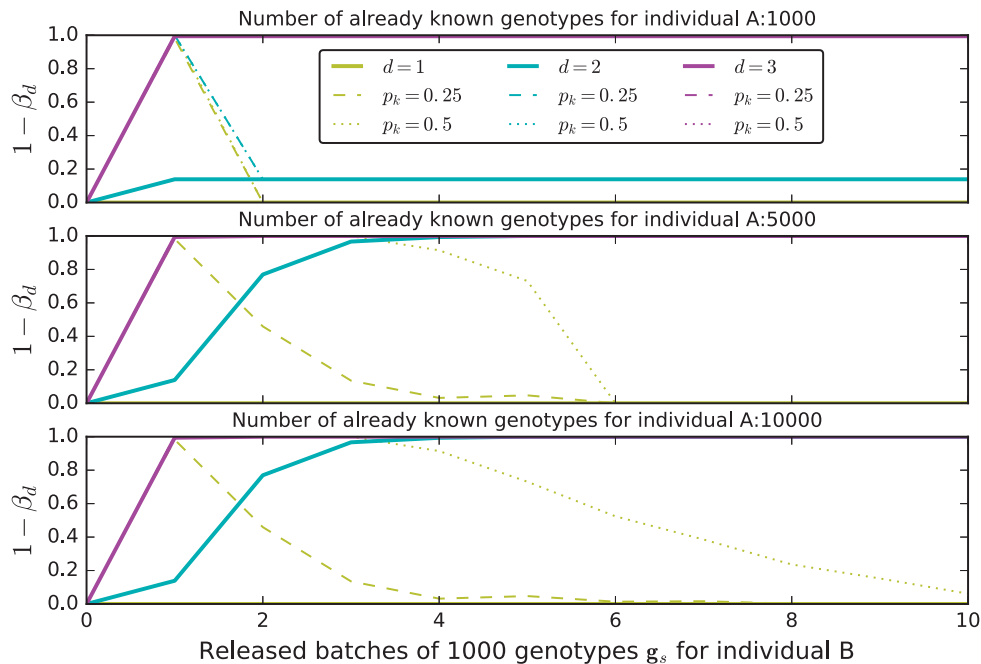 Number of already known genotypes for individual A:1000
1.0
0.8
0.6
0.4
0.2
0.0
1 − β_d
d = 1 d = 2 d = 3
p_k = 0.25 p_k = 0.25 p_k = 0.25
p_k = 0.5 p_k = 0.5 p_k = 0.5
Number of already known genotypes for individual A:5000
1.0
0.8
0.6
0.4
0.2
0.0
1 − β_d
Number of already known genotypes for individual A:10000
1.0
0.8
0.6
0.4
0.2
0.0
1 − β_d
0 2 4 6 8 10
Released batches of 1000 genotypes g_s for individual B